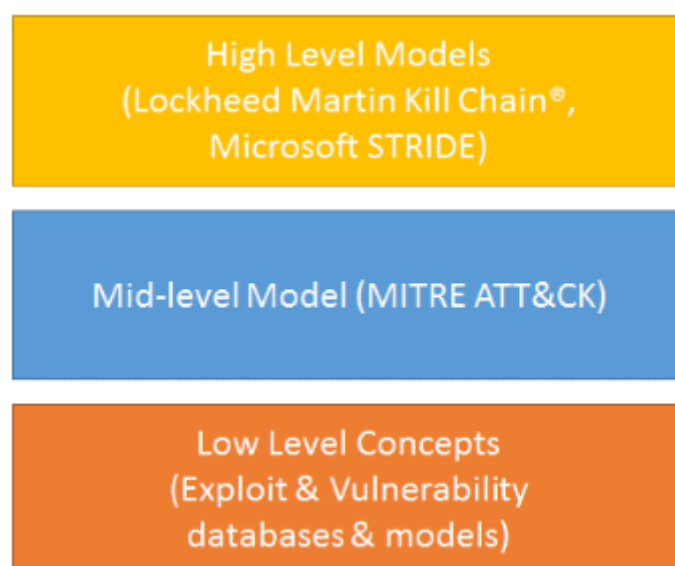 High Level Models
(Lockheed Martin Kill Chain®,
Microsoft STRIDE)
Mid-level Model (MITRE ATT&CK)
Low Level Concepts
(Exploit & Vulnerability
databases & models)